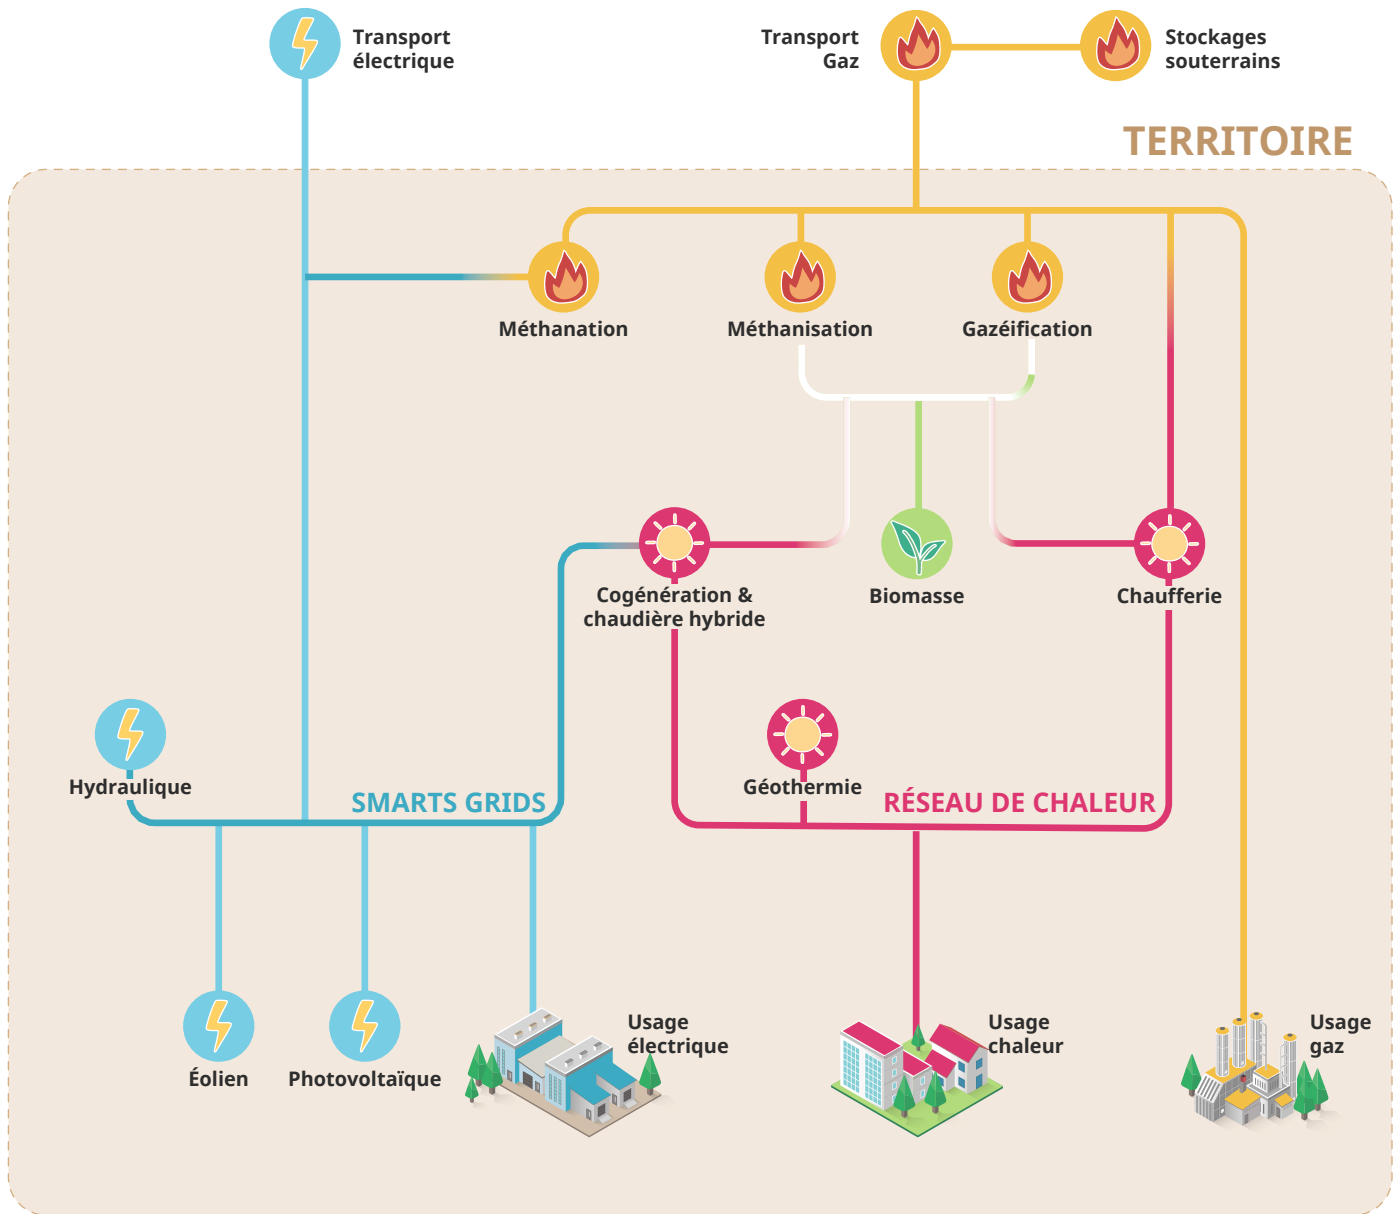 Transport
électrique
Transport
Gaz
Stockages
souterrains
TERRITOIRE
Méthanation
Méthanisation
Gazéification
Cogénération &
chaudière hybride
Biomasse
Chaufferie
Hydraulique
Géothermie
SMARTS GRIDS
RÉSEAU DE CHALEUR
Usage
électrique
Usage
chaleur
Usage
gaz
Éolien
Photovoltaïque